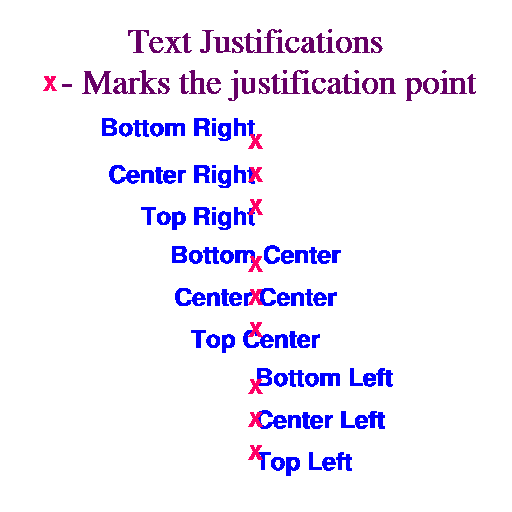 Text Justifications
x - Marks the justification point
Bottom Right
x
Center Right
x
Top Right
x
Bottom Center
x
Center Center
x
Top Center
x
Bottom Left
x
Center Left
x
Top Left
x